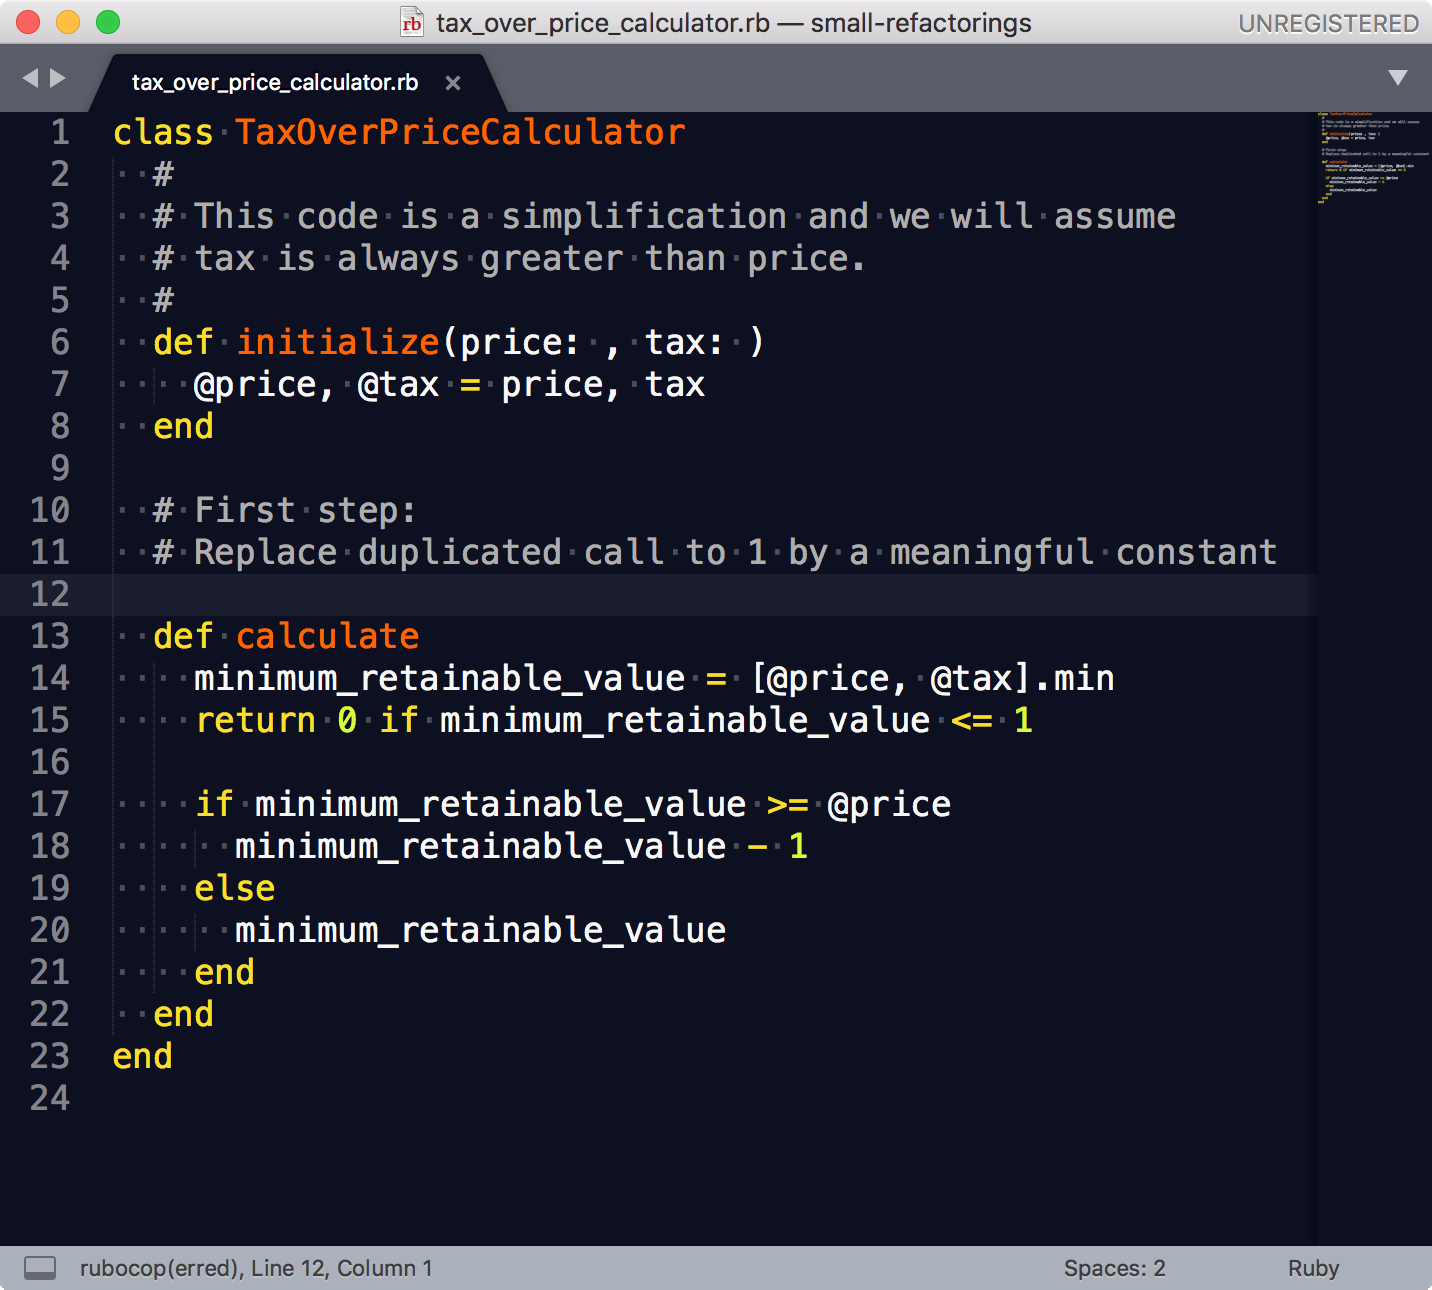 rb tax_over_price_calculator.rb — small-refactorings UNREGISTERED
tax_over_price_calculator.rb ×
1 class TaxOverPriceCalculator
2   #
3   # This code is a simplification and we will assume
4   # tax is always greater than price.
5   #
6   def initialize(price: , tax: )
7     @price, @tax = price, tax
8   end
9
10   # First step:
11   # Replace duplicated call to 1 by a meaningful constant
12
13   def calculate
14     minimum_retainable_value = [@price, @tax].min
15     return 0 if minimum_retainable_value <= 1
16
17     if minimum_retainable_value >= @price
18       minimum_retainable_value - 1
19     else
20       minimum_retainable_value
21     end
22   end
23 end
24
rubocop(erred), Line 12, Column 1 Spaces: 2 Ruby